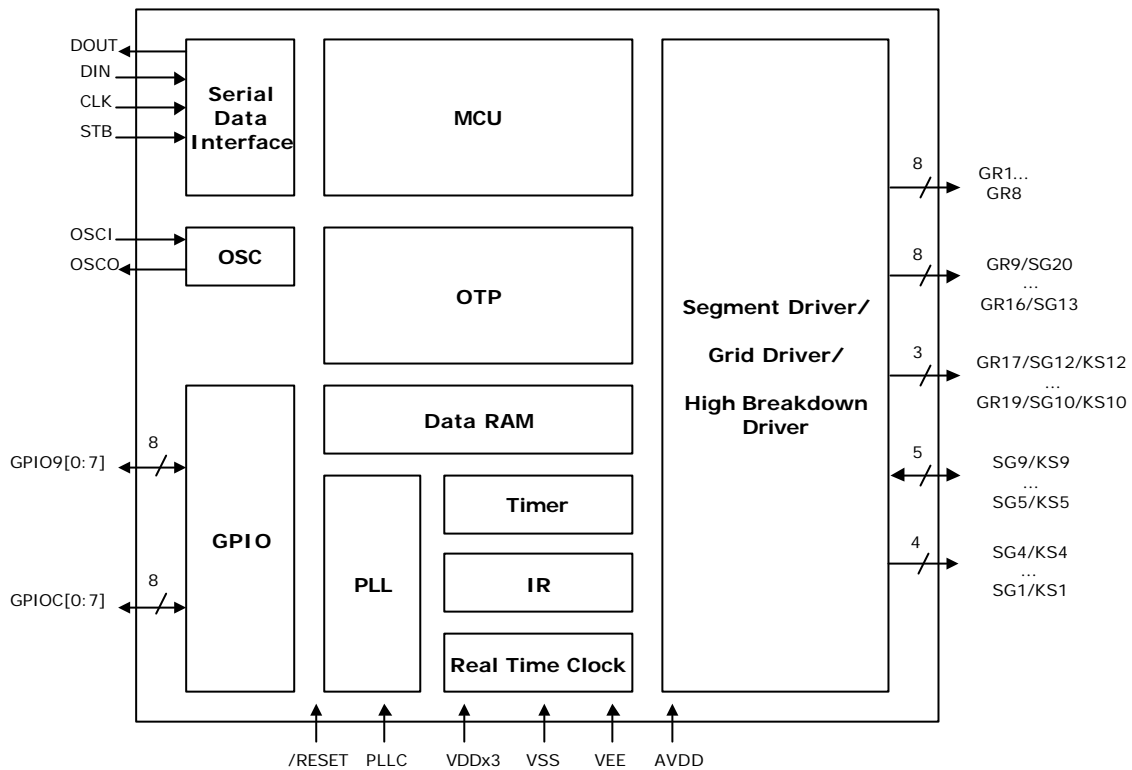 DOUT
DIN
CLK
STB
Serial
Data
Interface
MCU
8
GR1...
GR8
OSCI
OSCO
OSC
OTP
8
GR9/SG20
...
GR16/SG13
Segment Driver/
Grid Driver/
High Breakdown
Driver
3
GR17/SG12/KS12
...
GR19/SG10/KS10
Data RAM
GPIO9[0:7]
8
GPIO
8
GPIOC[0:7]
PLL
Timer
IR
Real Time Clock
5
SG9/KS9
...
SG5/KS5
4
SG4/KS4
...
SG1/KS1
/RESET
PLLC
VDDx3
VSS
VEE
AVDD